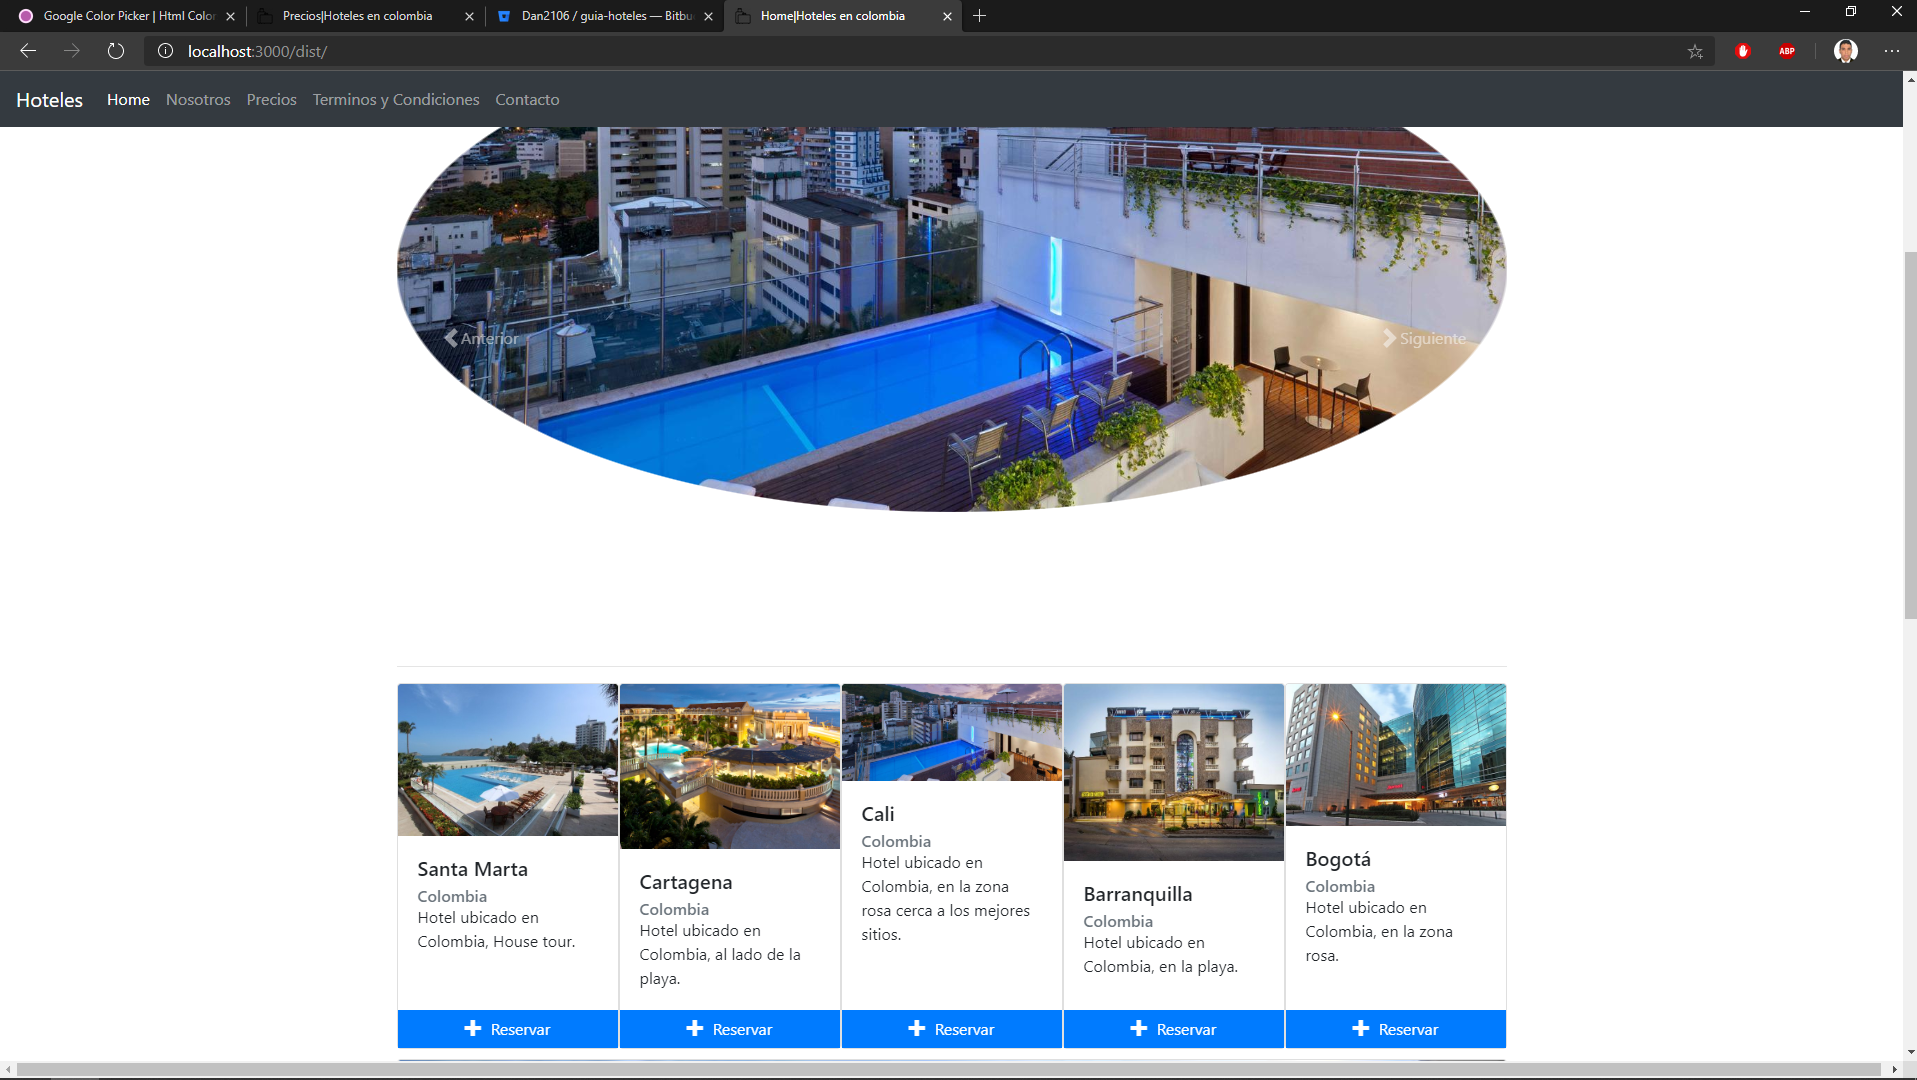 Google Color Picker | Html Color
Precios|Hoteles en colombia
Dan2106 / guia-hoteles — Bitbu
Home|Hoteles en colombia
localhost:3000/dist/
ABP
Hoteles Home Nosotros Precios Terminos y Condiciones Contacto
Anterior
Siguiente
Santa Marta
Colombia
Hotel ubicado en
Colombia, House tour.
Reservar
Cartagena
Colombia
Hotel ubicado en
Colombia, al lado de la
playa.
Reservar
Cali
Colombia
Hotel ubicado en
Colombia, en la zona
rosa cerca a los mejores
sitios.
Reservar
Barranquilla
Colombia
Hotel ubicado en
Colombia, en la playa.
Reservar
Bogotá
Colombia
Hotel ubicado en
Colombia, en la zona
rosa.
Reservar